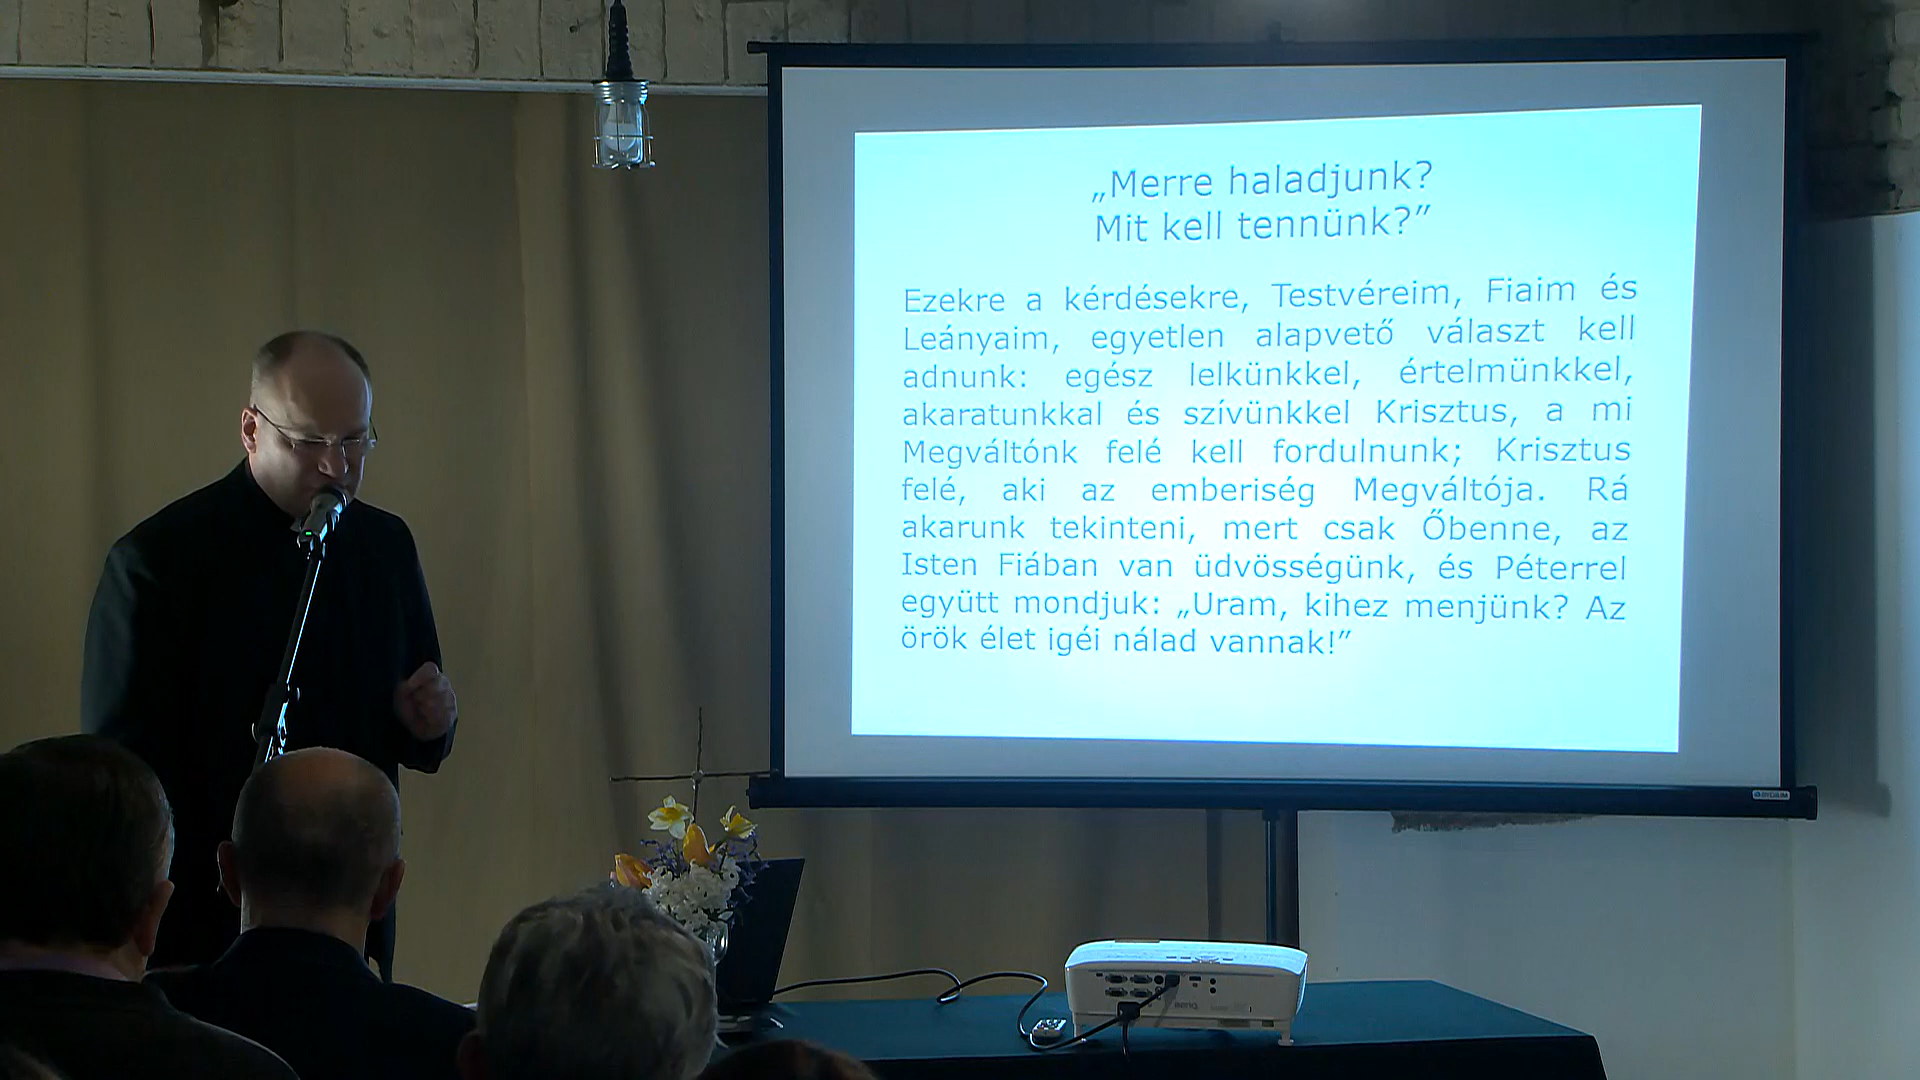 „Merre haladjunk?
Mit kell tennünk?”
Ezekre a kérdésekre, Testvéreim, Fiaim és
Leányaim, egyetlen alapvető választ kell
adnunk: egész lelkünkkel, értelmünkkel,
akaratunkkal és szívünkkel Krisztus, a mi
Megváltónk felé kell fordulnunk; Krisztus
felé, aki az emberiség Megváltója. Rá
akarunk tekinteni, mert csak Őbenne, az
Isten Fiában van üdvösségünk, és Péterrel
együtt mondjuk: „Uram, kihez menjünk? Az
örök élet igéi nálad vannak!”
BenQ